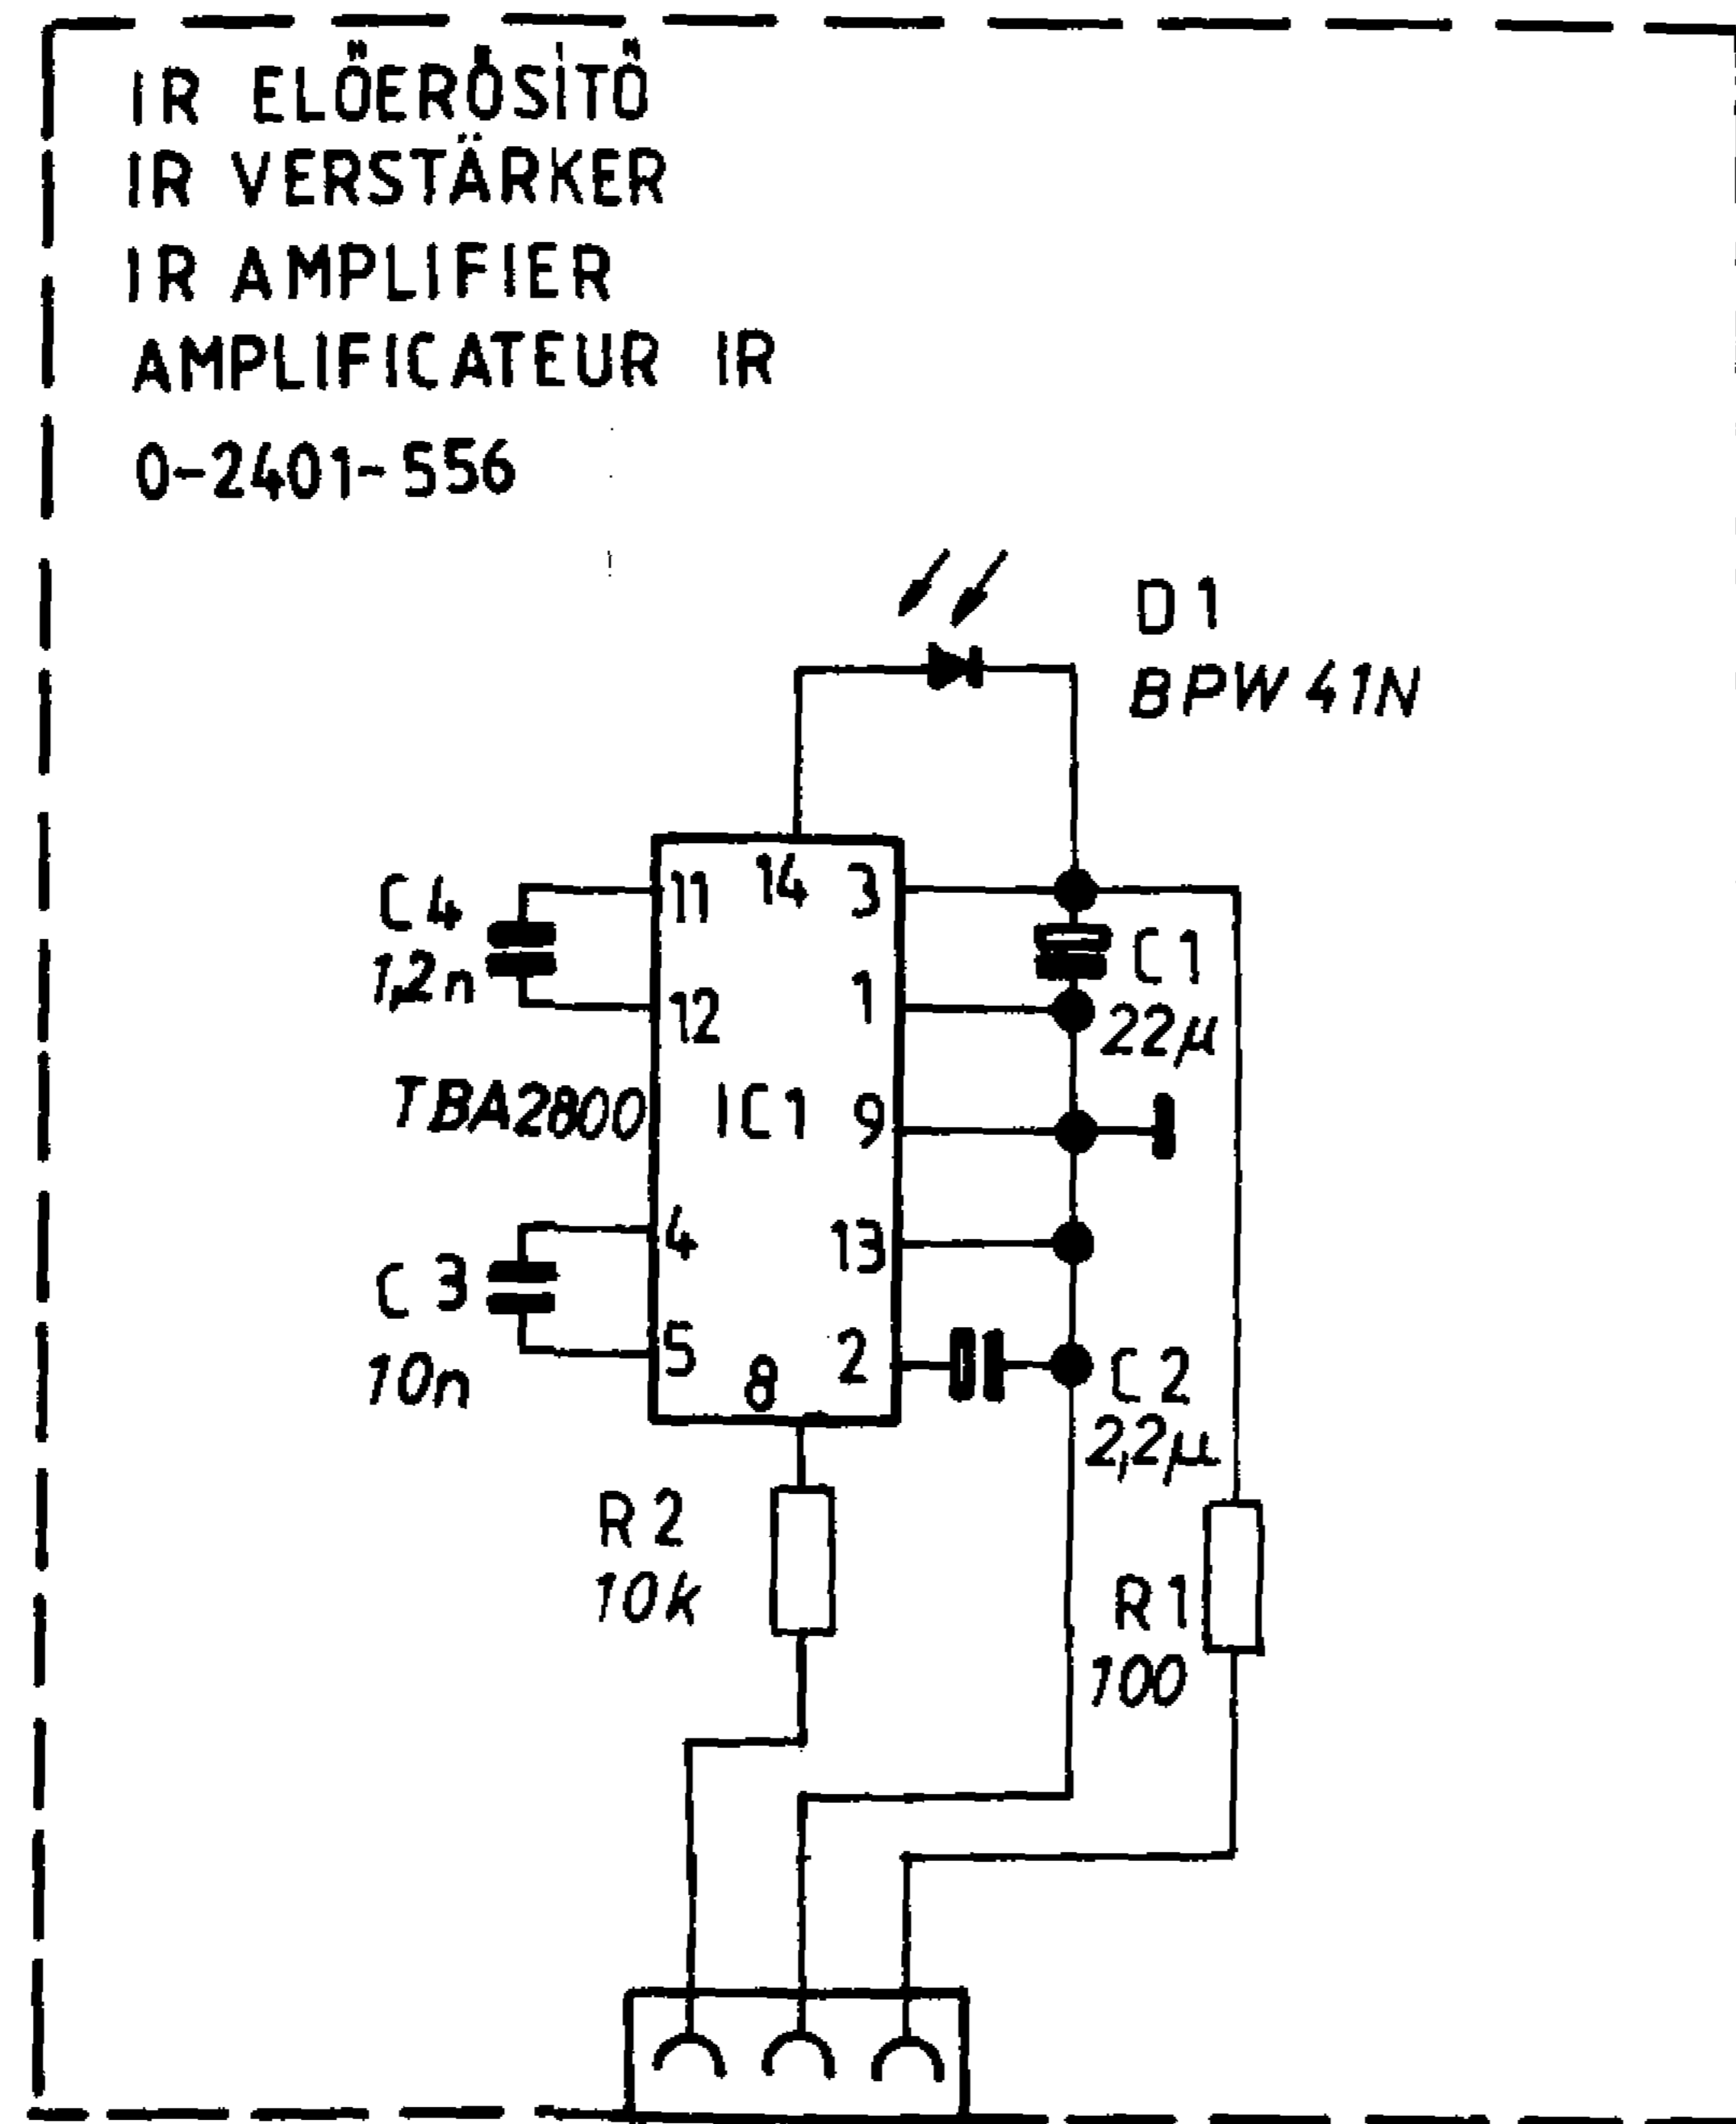 IR ELŐERŐSÍTŐ
IR VERSTÄRKER
IR AMPLIFIER
AMPLIFICATEUR IR
0-2401-556
D1
BPW41N
C4
1,2n
11
14
3
C1
22µ
12
1
TBA2800
IC1
9
4
13
C3
10n
5
8
2
C2
2,2µ
R2
10k
R1
100